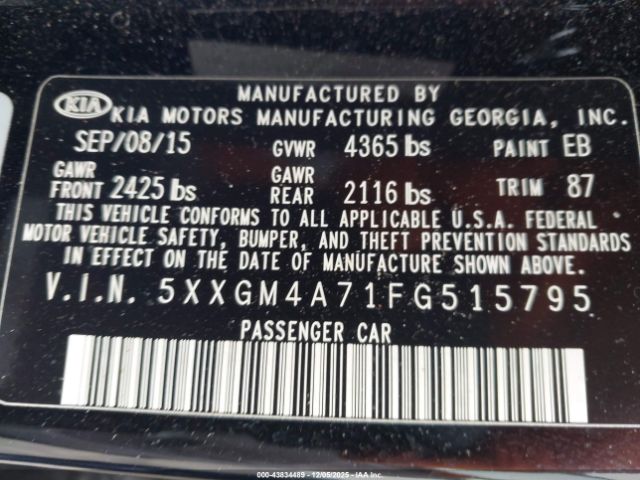 MANUFACTURED BY
KIA KIA MOTORS MANUFACTURING GEORGIA, INC.
SEP/08/15 GVWR 4365 lbs PAINT EB
GAWR FRONT 2425 lbs GAWR REAR 2116 lbs TRIM 87
THIS VEHICLE CONFORMS TO ALL APPLICABLE U.S.A. FEDERAL
MOTOR VEHICLE SAFETY, BUMPER, AND THEFT PREVENTION STANDARDS
IN EFFECT ON THE DATE OF MANUFACTURE SHOWN ABOVE.
V.I.N. 5XXGM4A71FG515795
PASSENGER CAR
000-43834489 12/05/2025 IAA Inc.